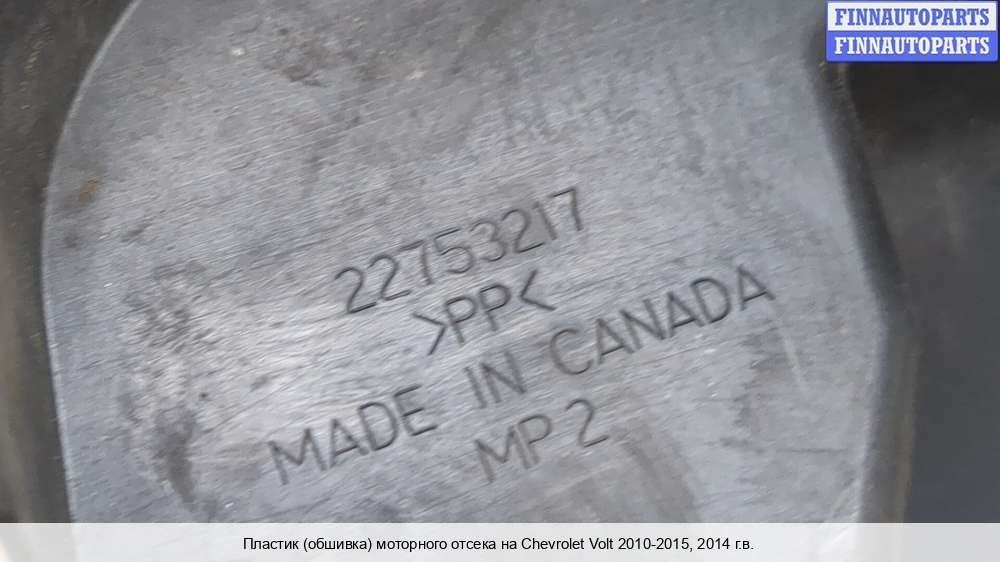 FINNAUTOPARTS
FINNAUTOPARTS
22753217
>PP<
MADE IN CANADA
MP 2
Пластик (обшивка) моторного отсека на Chevrolet Volt 2010-2015, 2014 г.в.